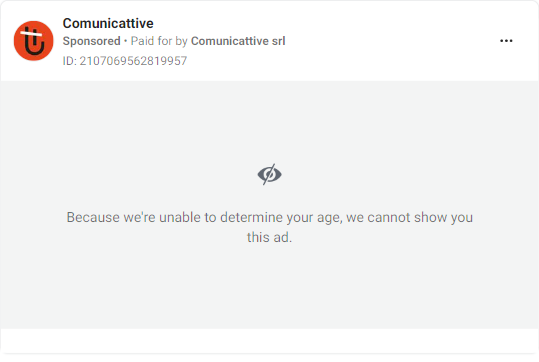 Comunicattive
Sponsored • Paid for by Comunicattive srl
ID: 2107069562819957
Because we're unable to determine your age, we cannot show you
this ad.